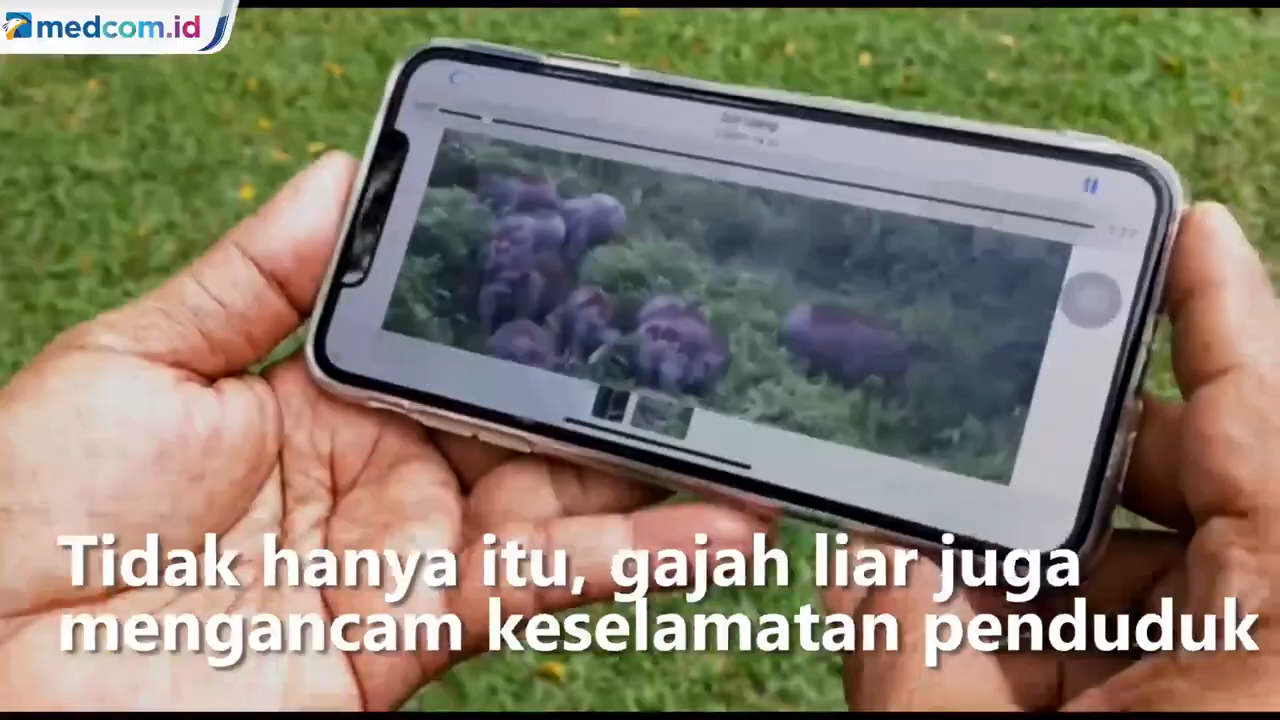 medcom.id
Tidak hanya itu, gajah liar juga
mengancam keselamatan penduduk